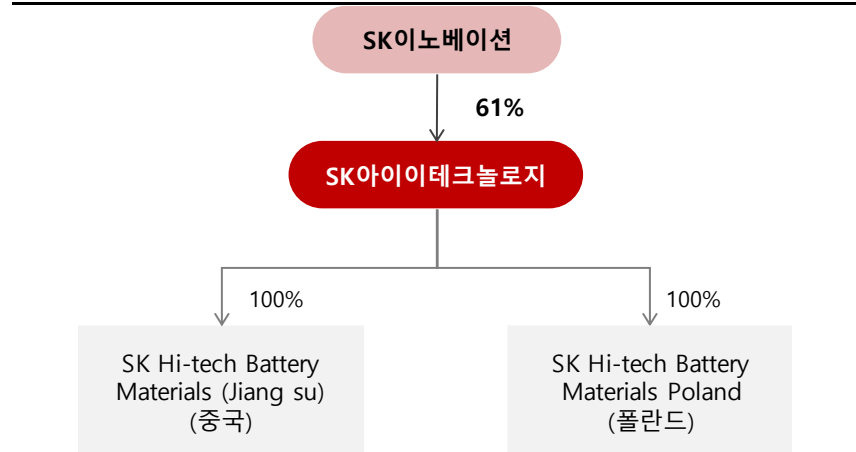 SK이노베이션
61%
SK아이이테크놀로지
100%
100%
SK Hi-tech Battery
Materials (Jiang su)
(중국)
SK Hi-tech Battery
Materials Poland
(폴란드)